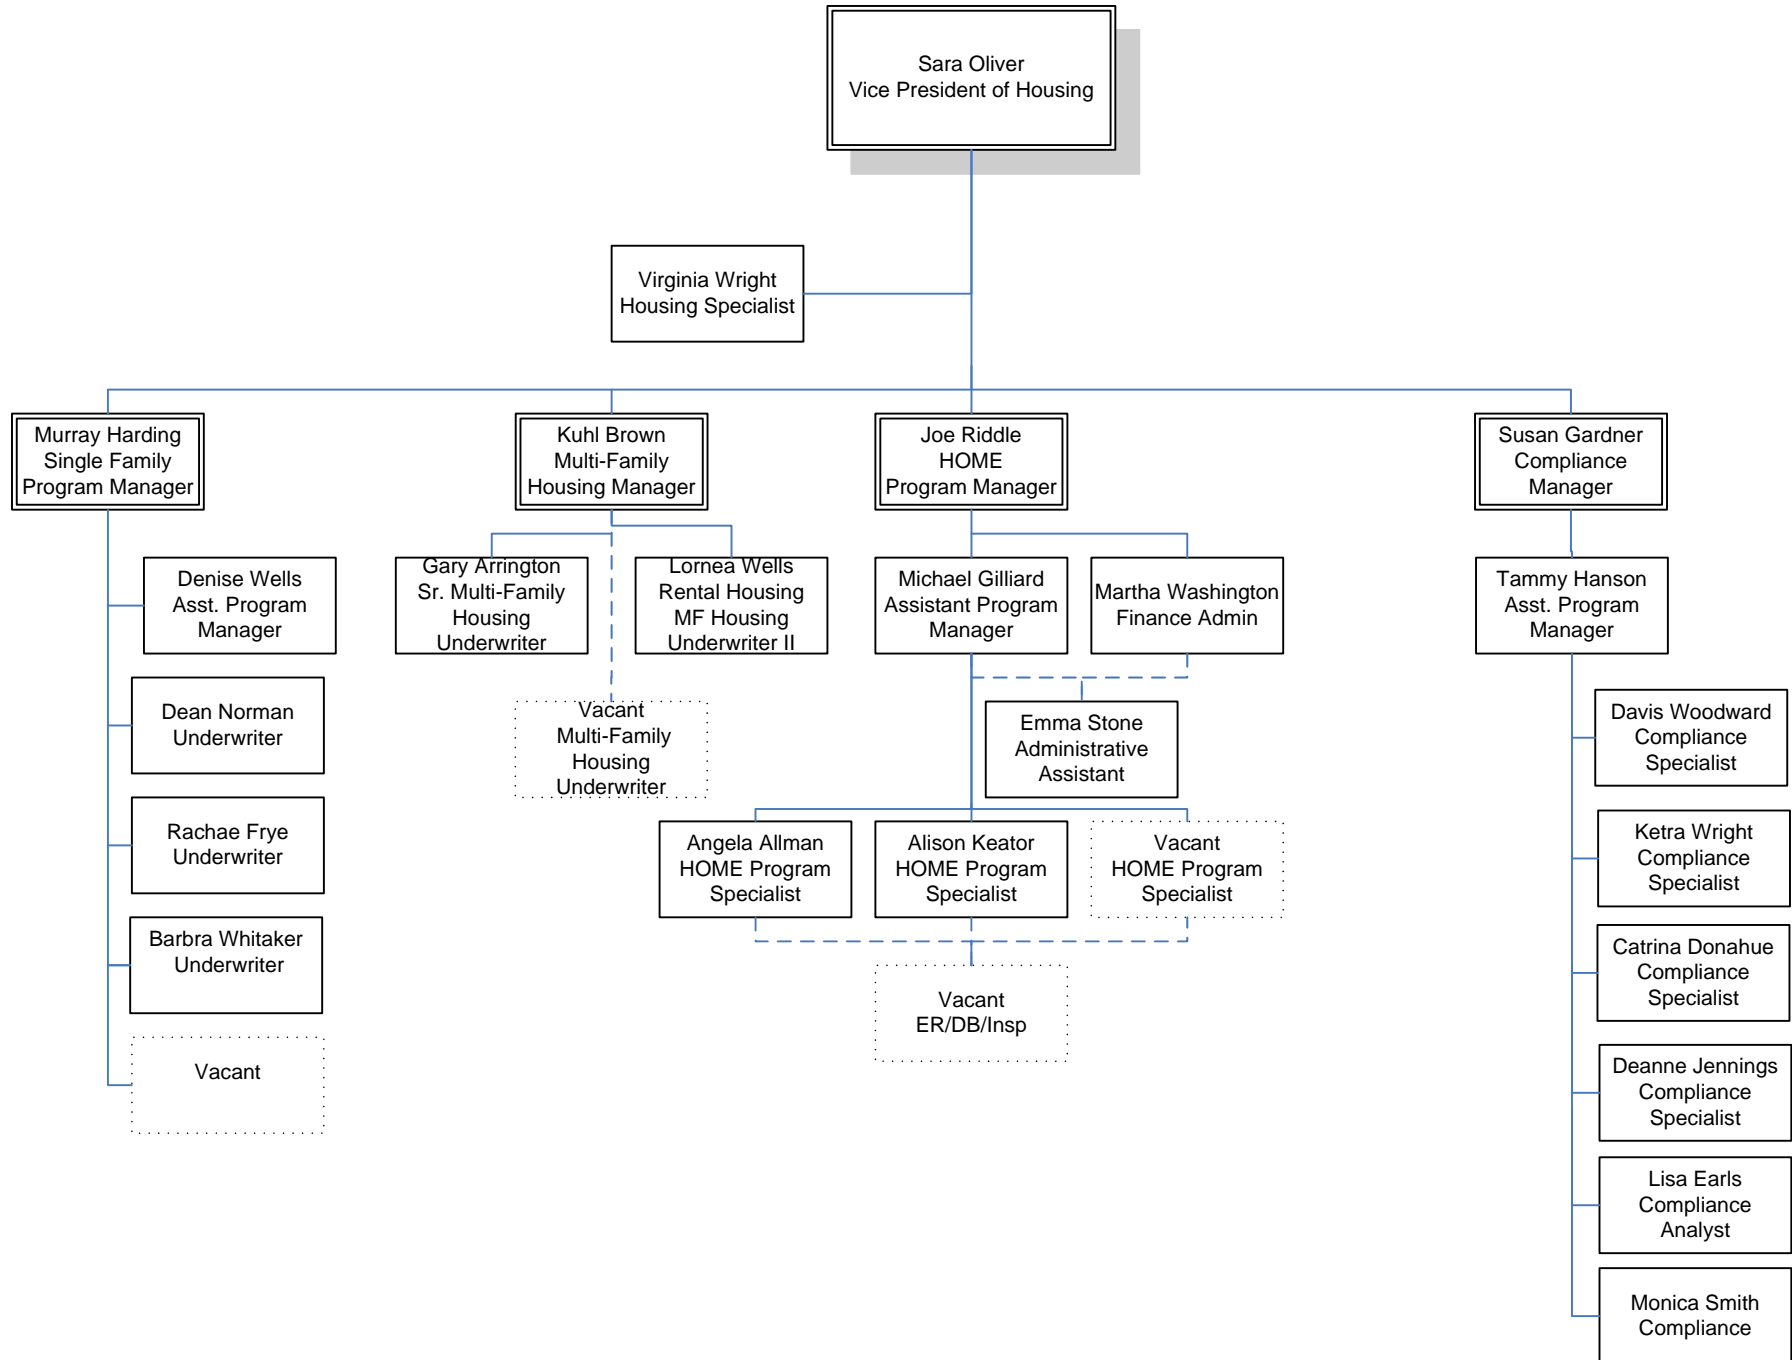 Sara Oliver
Vice President of Housing
Virginia Wright
Housing Specialist
Murray Harding
Single Family
Program Manager
Kuhl Brown
Multi-Family
Housing Manager
Joe Riddle
HOME
Program Manager
Susan Gardner
Compliance
Manager
Denise Wells
Asst. Program
Manager
Gary Arrington
Sr. Multi-Family
Housing
Underwriter
Lornea Wells
Rental Housing
MF Housing
Underwriter II
Michael Gilliard
Assistant Program
Manager
Martha Washington
Finance Admin
Tammy Hanson
Asst. Program
Manager
Dean Norman
Underwriter
Vacant
Multi-Family
Housing
Underwriter
Emma Stone
Administrative
Assistant
Davis Woodward
Compliance
Specialist
Rachae Frye
Underwriter
Angela Allman
HOME Program
Specialist
Alison Keator
HOME Program
Specialist
Vacant
HOME Program
Specialist
Ketra Wright
Compliance
Specialist
Barbra Whitaker
Underwriter
Vacant
ER/DB/Insp
Catrina Donahue
Compliance
Specialist
Vacant
Deanne Jennings
Compliance
Specialist
Lisa Earls
Compliance
Analyst
Monica Smith
Compliance